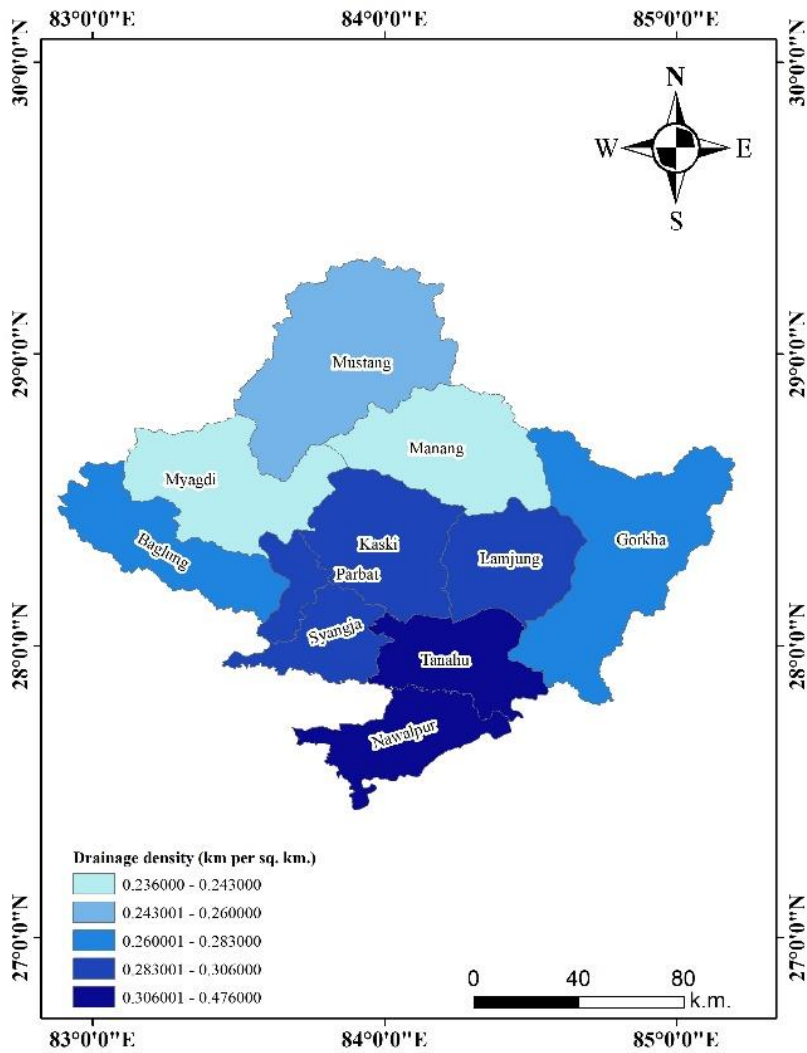 83°0'0"E 84°0'0"E 85°0'0"E
30°0'0"N 30°0'0"N
N
W E
S
29°0'0"N 29°0'0"N
Mustang
Manang
Myagdi
Kaski
Gorkha
Baglung
Lamjung
Parbat
Syangja
28°0'0"N 28°0'0"N
Tanahu
Nawalpur
Drainage density (km per sq. km.)
0.236000 - 0.243000
0.243001 - 0.260000
0.260001 - 0.283000
27°0'0"N 27°0'0"N
0.283001 - 0.306000
0.306001 - 0.476000
0 40 80
k.m.
83°0'0"E 84°0'0"E 85°0'0"E